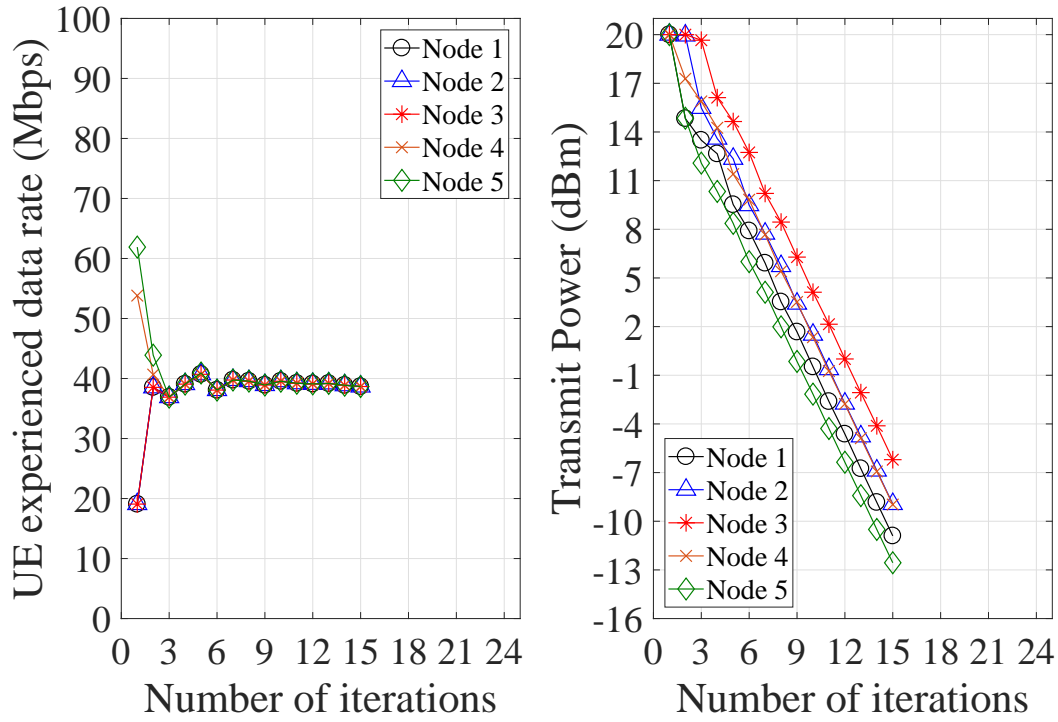 UE experienced data rate (Mbps)
100
90
80
70
60
50
40
30
20
10
0
0 3 6 9 12 15 18 21 24
Number of iterations
Node 1
Node 2
Node 3
Node 4
Node 5
Transmit Power (dBm)
20
17
14
11
8
5
2
-1
-4
-7
-10
-13
-16
0 3 6 9 12 15 18 21 24
Number of iterations
Node 1
Node 2
Node 3
Node 4
Node 5